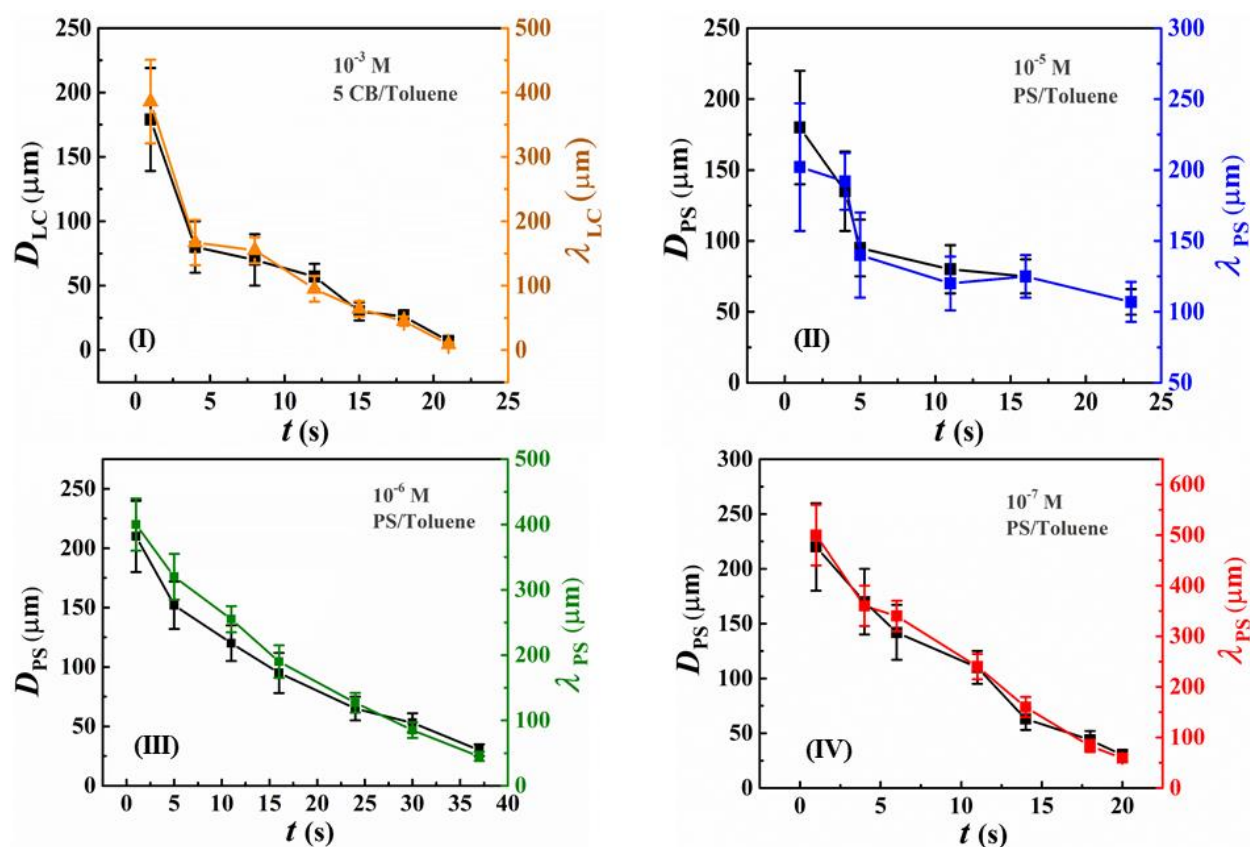 250
200
150
100
50
0
D_LC (μm)
500
400
300
200
100
0
λ_LC (μm)
10⁻³ M
5 CB/Toluene
(I)
0 5 10 15 20 25
t (s)
250
200
150
100
50
0
D_PS (μm)
300
250
200
150
100
50
λ_PS (μm)
10⁻⁵ M
PS/Toluene
(II)
0 5 10 15 20 25
t (s)
250
200
150
100
50
0
D_PS (μm)
500
400
300
200
100
0
λ_PS (μm)
10⁻⁶ M
PS/Toluene
(III)
0 5 10 15 20 25 30 35 40
t (s)
300
250
200
150
100
50
0
D_PS (μm)
600
500
400
300
200
100
0
λ_PS (μm)
10⁻⁷ M
PS/Toluene
(IV)
0 5 10 15 20
t (s)